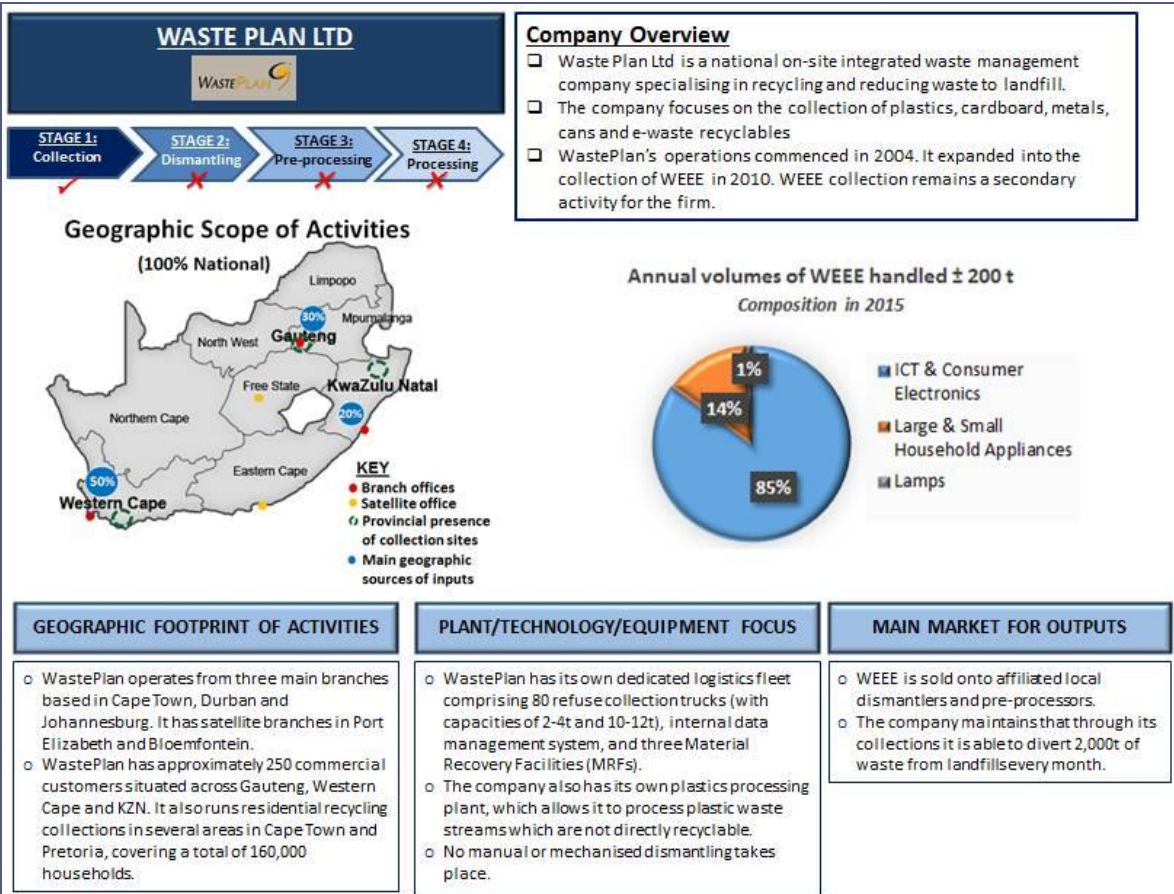 WASTE PLAN LTD
WASTEPLAN
STAGE 1:
Collection
STAGE 2:
Dismantling
STAGE 3:
Pre-processing
STAGE 4:
Processing
Company Overview
Waste Plan Ltd is a national on-site integrated waste management
company specialising in recycling and reducing waste to landfill.
The company focuses on the collection of plastics, cardboard, metals,
cans and e-waste recyclables
WastePlan's operations commenced in 2004. It expanded into the
collection of WEEE in 2010. WEEE collection remains a secondary
activity for the firm.
Geographic Scope of Activities
(100% National)
Limpopo
30%
Mpumalanga
North West
Gauteng
Free State
KwaZulu Natal
Northern Cape
20%
Eastern Cape
50%
Western Cape
KEY
Branch offices
Satellite office
Provincial presence
of collection sites
Main geographic
sources of inputs
Annual volumes of WEEE handled ± 200 t
Composition in 2015
1%
14%
85%
ICT & Consumer
Electronics
Large & Small
Household Appliances
Lamps
GEOGRAPHIC FOOTPRINT OF ACTIVITIES
WastePlan operates from three main branches
based in Cape Town, Durban and
Johannesburg. It has satellite branches in Port
Elizabeth and Bloemfontein.
WastePlan has approximately 250 commercial
customers situated across Gauteng, Western
Cape and KZN. It also runs residential recycling
collections in several areas in Cape Town and
Pretoria, covering a total of 160,000
households.
PLANT/TECHNOLOGY/EQUIPMENT FOCUS
WastePlan has its own dedicated logistics fleet
comprising 80 refuse collection trucks (with
capacities of 2-4t and 10-12t), internal data
management system, and three Material
Recovery Facilities (MRFs).
The company also has its own plastics processing
plant, which allows it to process plastic waste
streams which are not directly recyclable.
No manual or mechanised dismantling takes
place.
MAIN MARKET FOR OUTPUTS
WEEE is sold onto affiliated local
dismantlers and pre-processors.
The company maintains that through its
collections it is able to divert 2,000t of
waste from landfills every month.